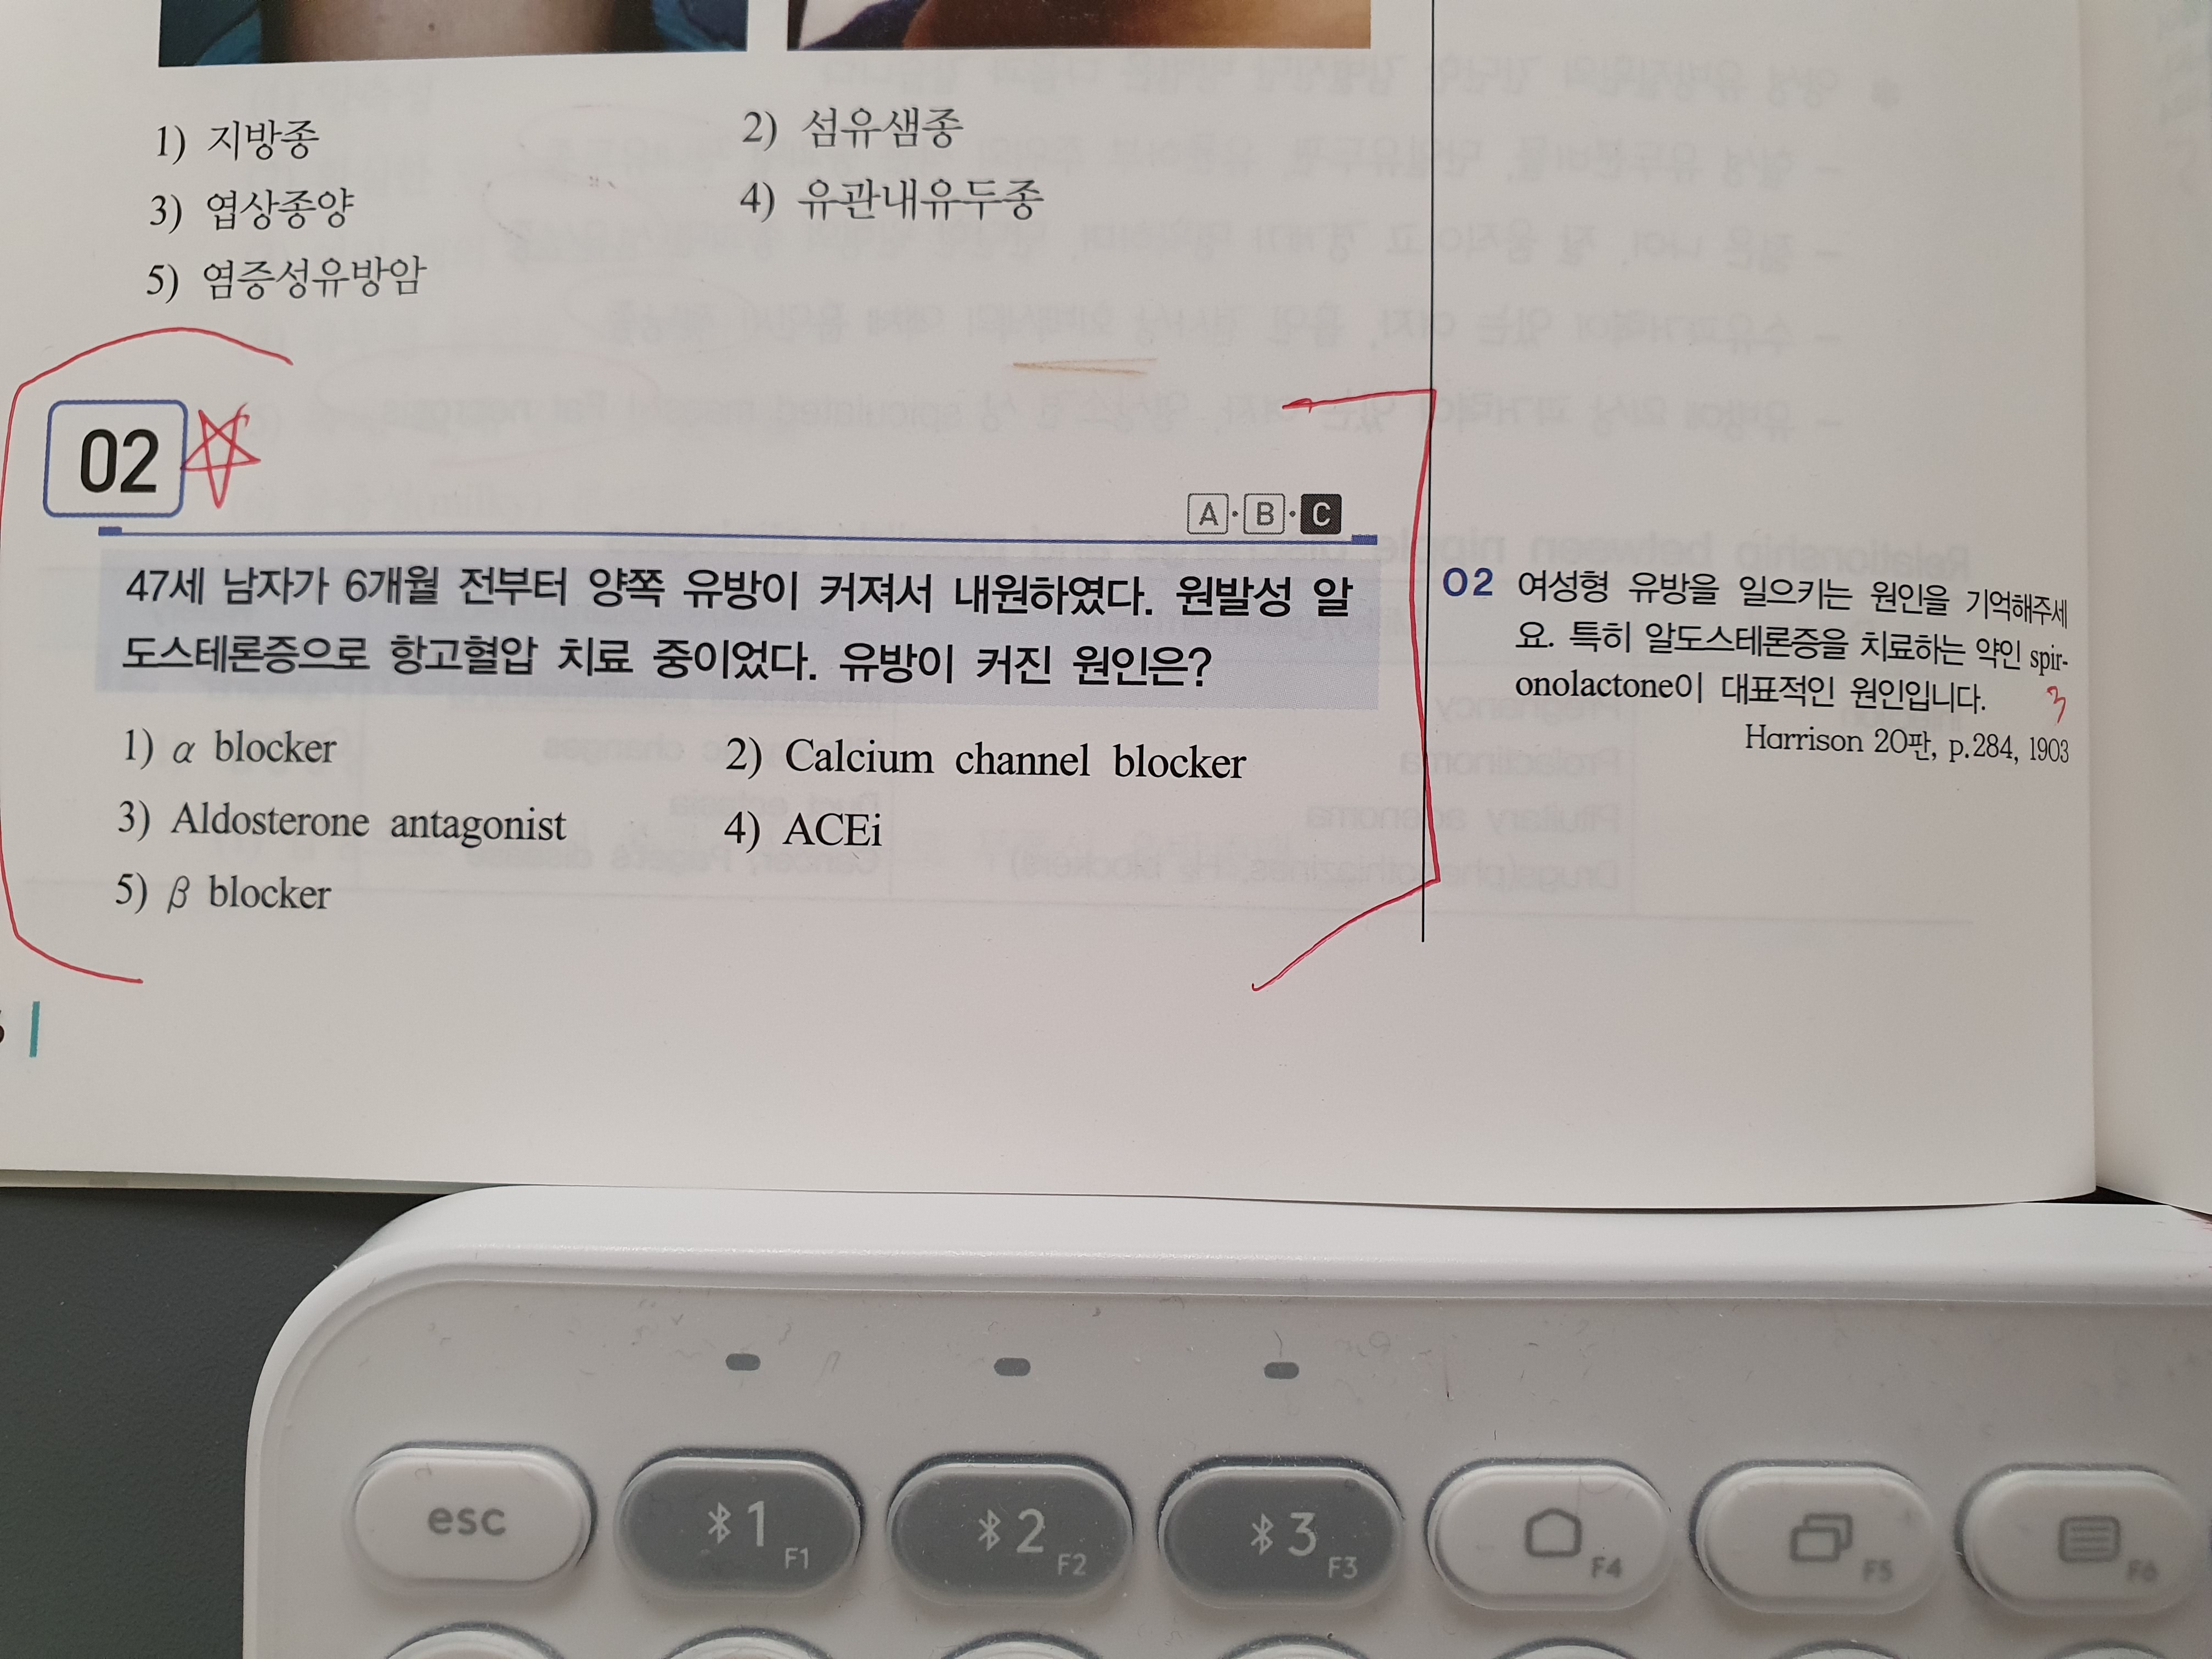 1) 지방종
2) 섬유샘종
3) 엽상종양
4) 유관내유두종
5) 염증성유방암
02
A·B·C
47세 남자가 6개월 전부터 양쪽 유방이 커져서 내원하였다. 원발성 알
도스테론증으로 항고혈압 치료 중이었다. 유방이 커진 원인은?
1) α blocker
2) Calcium channel blocker
3) Aldosterone antagonist
4) ACEi
5) β blocker
02 여성형 유방을 일으키는 원인을 기억해주세
요. 특히 알도스테론증을 치료하는 약인 spir-
onolactone이 대표적인 원인입니다.
3
Harrison 20판, p.284, 1903
esc
1 F1
2 F2
3 F3
F4
F5
F6